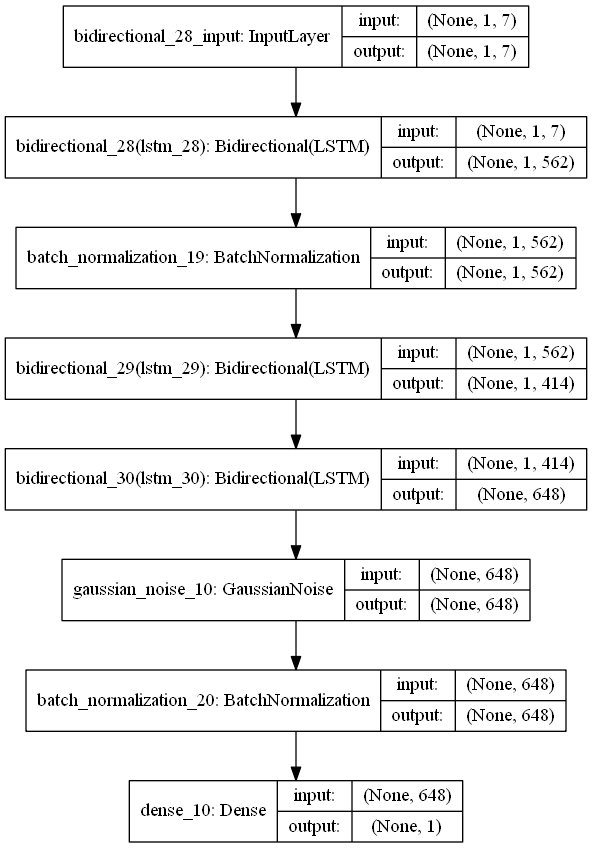 bidirectional_28_input: InputLayer
input: (None, 1, 7)
output: (None, 1, 7)
bidirectional_28(lstm_28): Bidirectional(LSTM)
input: (None, 1, 7)
output: (None, 1, 562)
batch_normalization_19: BatchNormalization
input: (None, 1, 562)
output: (None, 1, 562)
bidirectional_29(lstm_29): Bidirectional(LSTM)
input: (None, 1, 562)
output: (None, 1, 414)
bidirectional_30(lstm_30): Bidirectional(LSTM)
input: (None, 1, 414)
output: (None, 648)
gaussian_noise_10: GaussianNoise
input: (None, 648)
output: (None, 648)
batch_normalization_20: BatchNormalization
input: (None, 648)
output: (None, 648)
dense_10: Dense
input: (None, 648)
output: (None, 1)